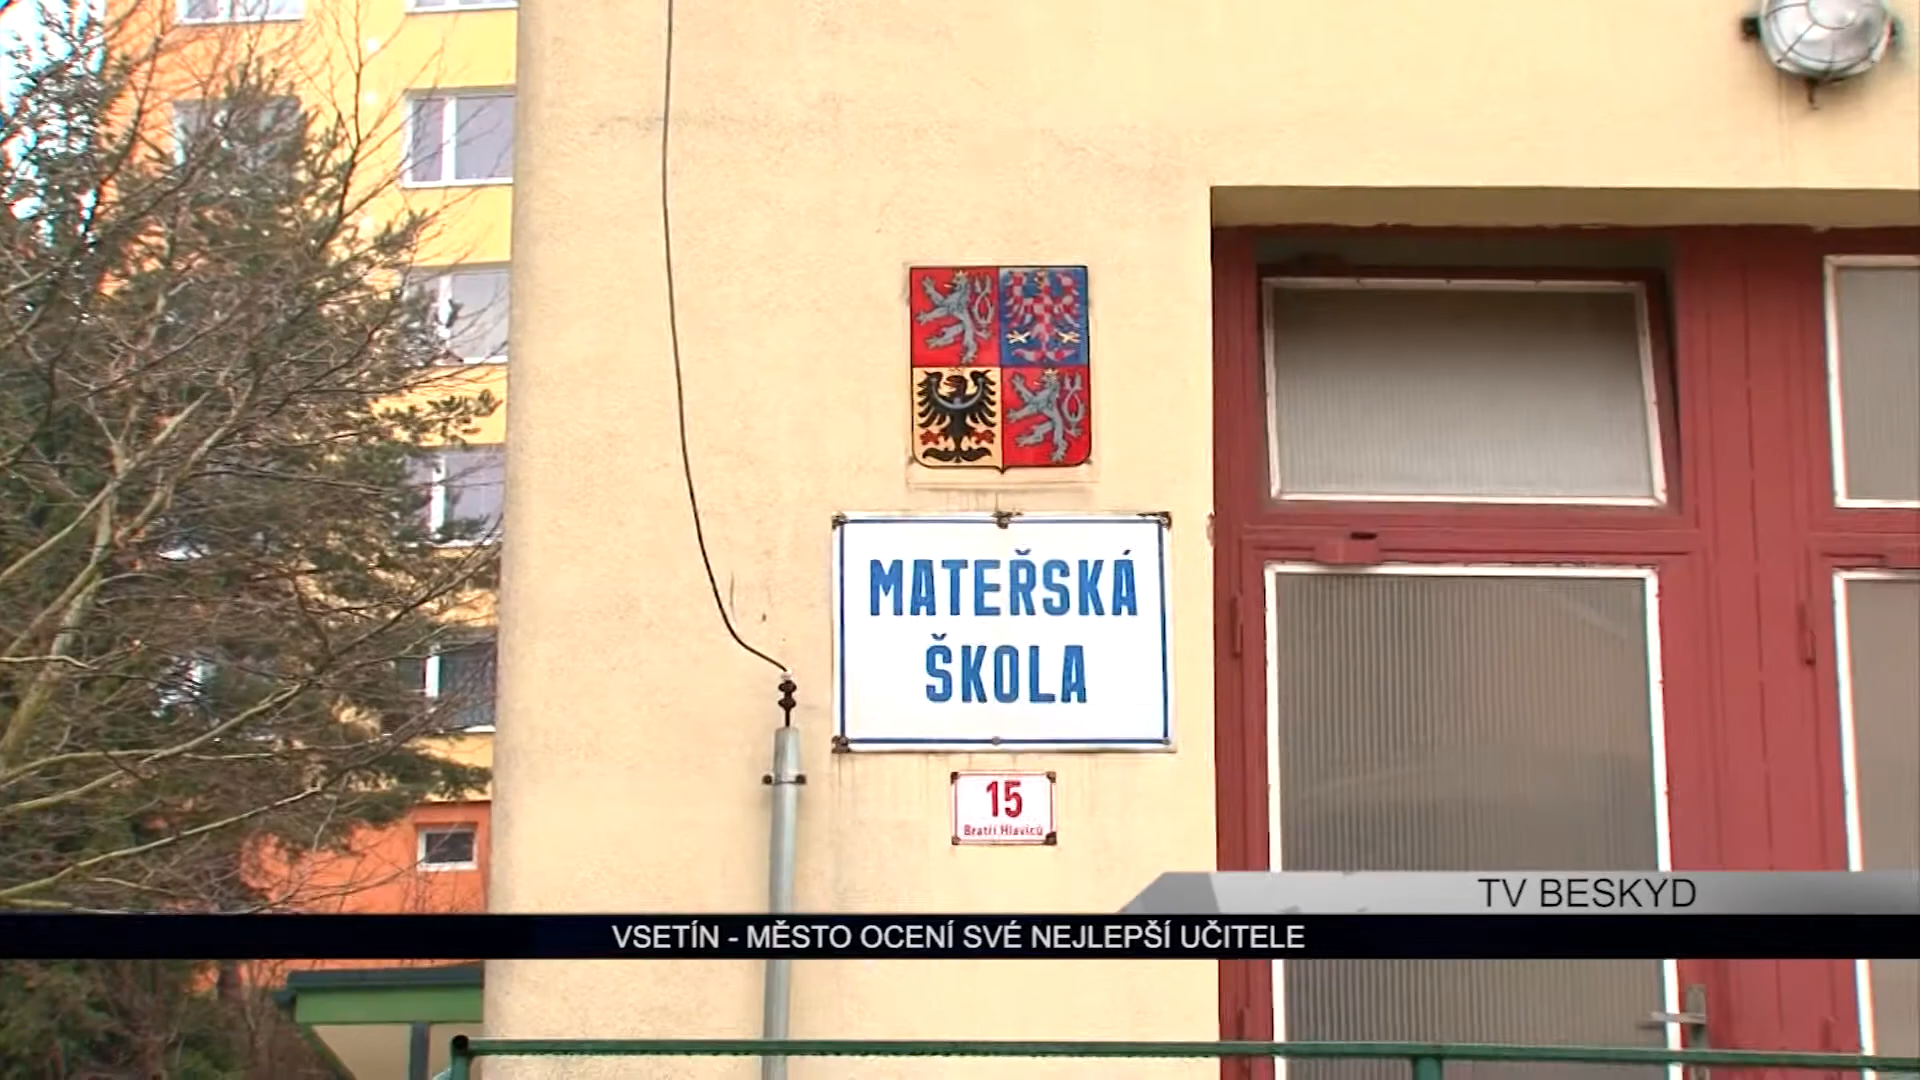 MATEŘSKÁ
ŠKOLA
15
Bratří Hlaviců
TV BESKYD
VSETÍN - MĚSTO OCENÍ SVÉ NEJLEPŠÍ UČITELE